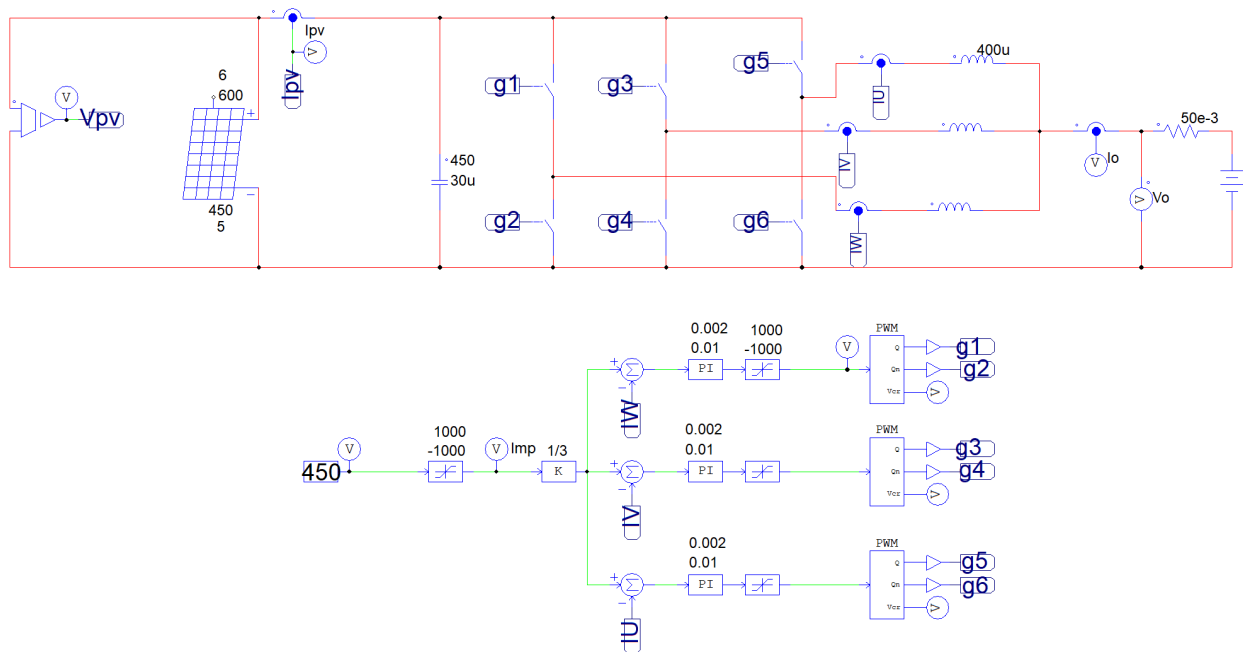 Ipv
V
Ipv
V
Vpv
6
600
+
−
450
5
450
30u
g1
g2
g3
g4
g5
g6
IU
400u
IV
IW
V
Io
V
Vo
50e-3
450
V
1000
-1000
V
Imp
1/3
K
+
−
Σ
IW
0.002
0.01
PI
1000
-1000
V
PWM
Q
Qn
Vcr
V
g1
g2
+
−
Σ
IV
0.002
0.01
PI
PWM
Q
Qn
Vcr
V
g3
g4
+
−
Σ
IU
0.002
0.01
PI
PWM
Q
Qn
Vcr
V
g5
g6